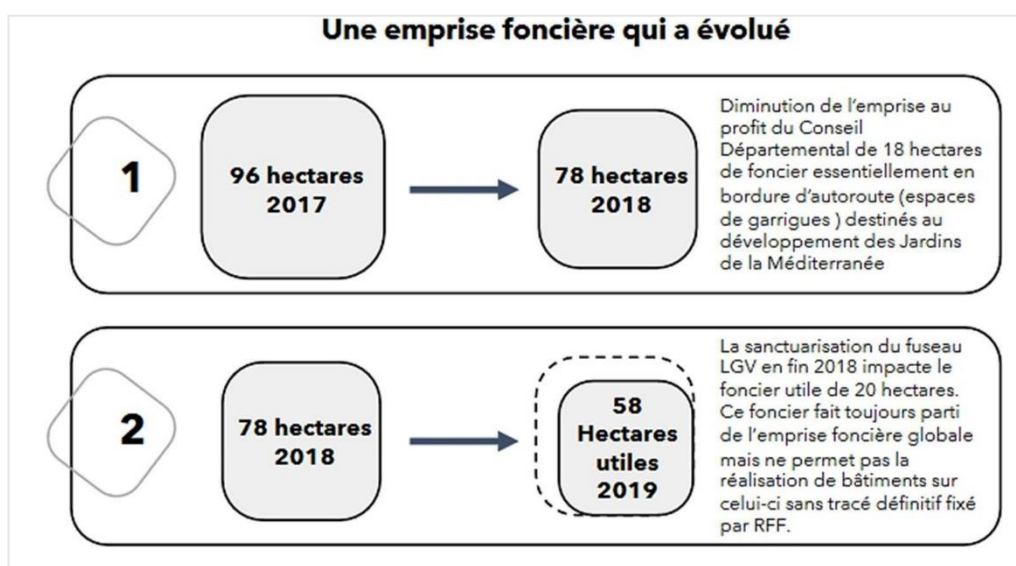 Une emprise foncière qui a évolué
1
96 hectares
2017
78 hectares
2018
Diminution de l'emprise au
profit du Conseil
Départemental de 18 hectares
de foncier essentiellement en
bordure d'autoroute (espaces
de garrigues ) destinés au
développement des Jardins
de la Méditerranée
2
78 hectares
2018
58
Hectares
utiles
2019
La sanctuarisation du fuseau
LGV en fin 2018 impacte le
foncier utile de 20 hectares.
Ce foncier fait toujours parti
de l'emprise foncière globale
mais ne permet pas la
réalisation de bâtiments sur
celui-ci sans tracé définitif fixé
par RFF.